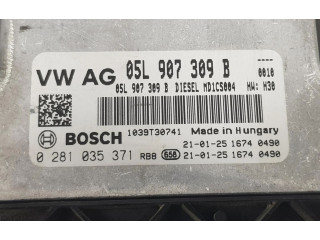 VW AG 05L 907 309 B
05L 907 309 B DIESEL MD1CS004 HW: H30
0010
BOSCH 1039T30741 Made in Hungary
0 281 035 371 RB8 658 21-01-25 1674 0490
21-01-25 1674 0490